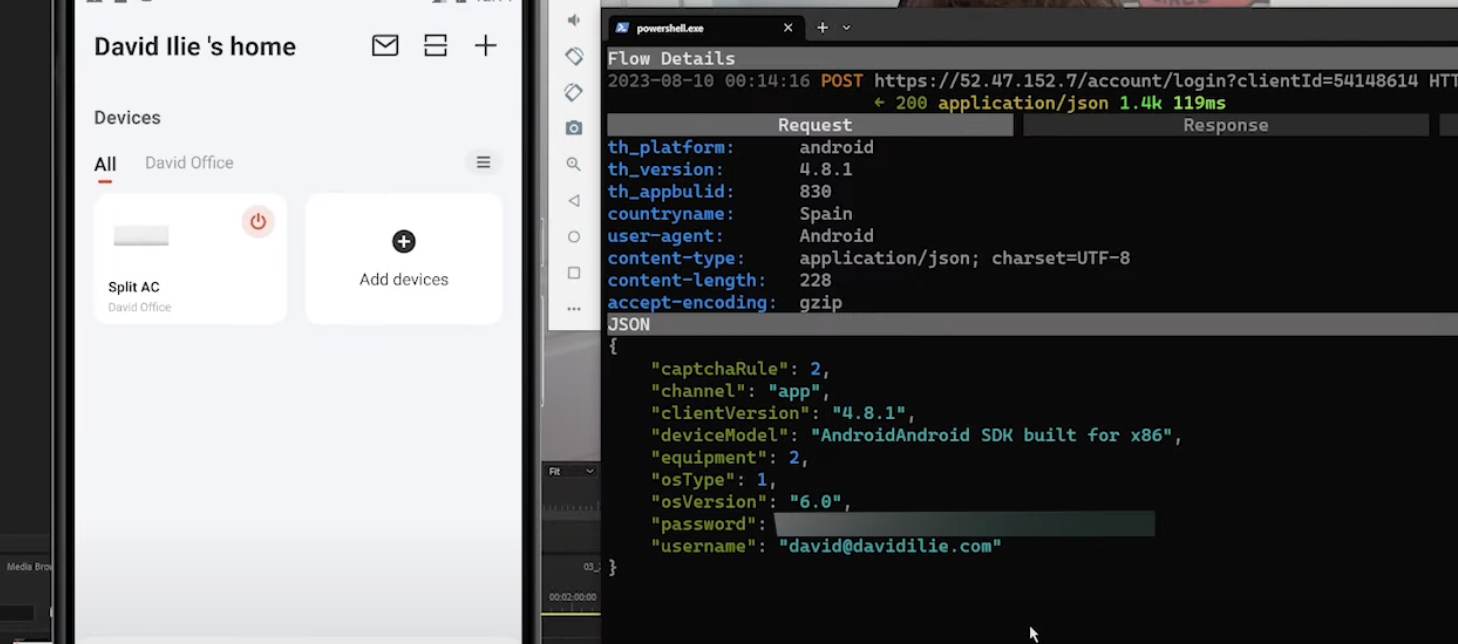 David Ilie 's home
Devices
All
David Office
Split AC
David Office
Add devices
Fit
Media Brow
03_
00:02:00:00
powershell.exe
Flow Details
2023-08-10 00:14:16 POST https://52.47.152.7/account/login?clientId=54148614 HTT
← 200 application/json 1.4k 119ms
Request Response
th_platform: android
th_version: 4.8.1
th_appbulid: 830
countryname: Spain
user-agent: Android
content-type: application/json; charset=UTF-8
content-length: 228
accept-encoding: gzip
JSON
{
"captchaRule": 2,
"channel": "app",
"clientVersion": "4.8.1",
"deviceModel": "AndroidAndroid SDK built for x86",
"equipment": 2,
"osType": 1,
"osVersion": "6.0",
"password":
"username": "david@davidilie.com"
}